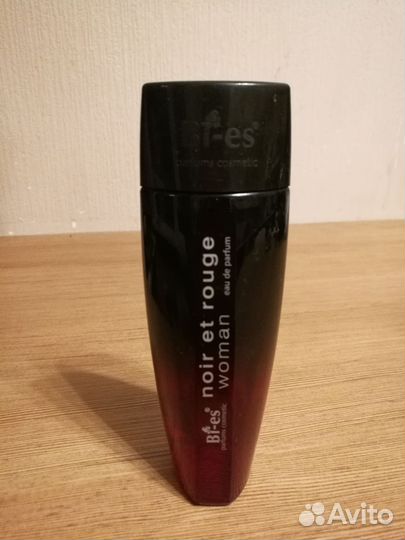 Bi-es®
parfums cosmetic
noir et rouge
woman eau de parfum
Bi-es®
parfums cosmetic
Avito